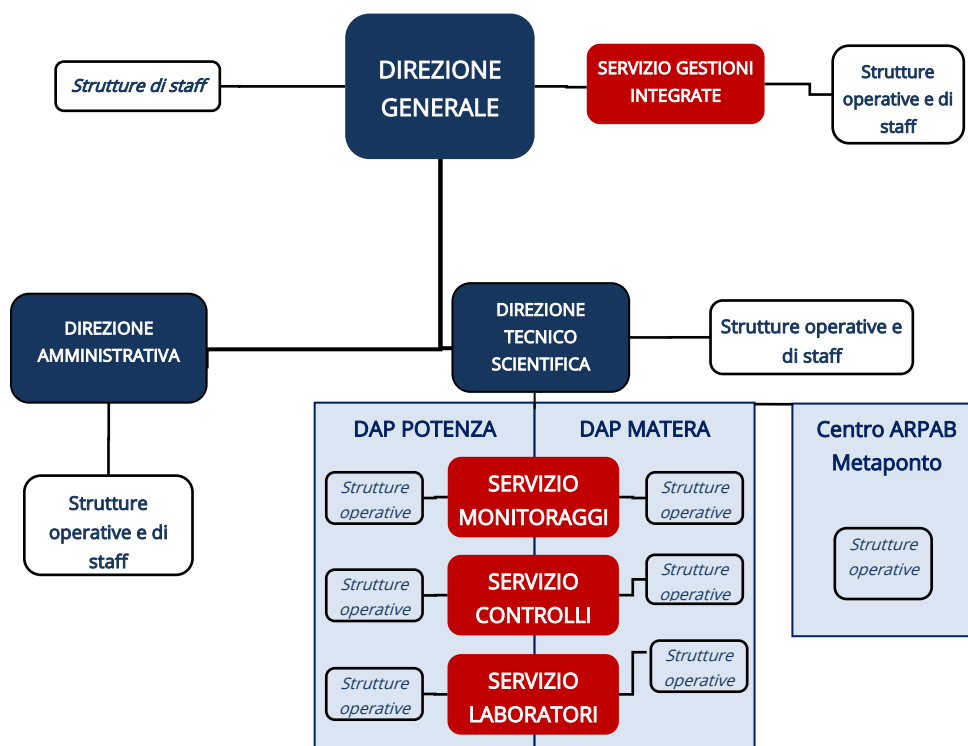 Strutture di staff
DIREZIONE
GENERALE
SERVIZIO GESTIONI
INTEGRATE
Strutture
operative e di
staff
DIREZIONE
AMMINISTRATIVA
DIREZIONE
TECNICO
SCIENTIFICA
Strutture operative e
di staff
Strutture
operative e di
staff
DAP POTENZA
DAP MATERA
Centro ARPAB
Metaponto
Strutture
operative
SERVIZIO
MONITORAGGI
Strutture
operative
Strutture
operative
Strutture
operative
SERVIZIO
CONTROLLI
Strutture
operative
Strutture
operative
SERVIZIO
LABORATORI
Strutture
operative